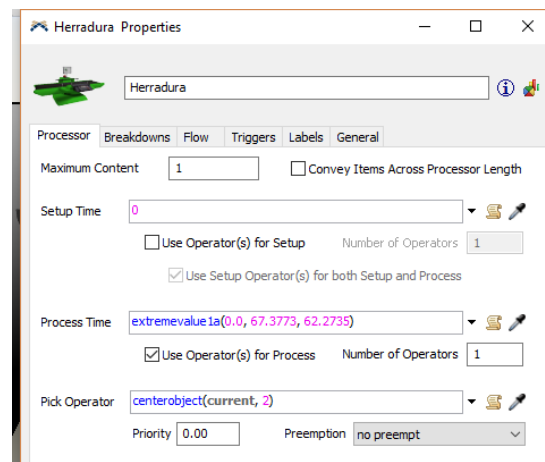 Herradura Properties
Herradura
Processor Breakdowns Flow Triggers Labels General
Maximum Content 1 Convey Items Across Processor Length
Setup Time 0
Use Operator(s) for Setup Number of Operators 1
Use Setup Operator(s) for both Setup and Process
Process Time extremevalue1a(0.0, 67.3773, 62.2735)
Use Operator(s) for Process Number of Operators 1
Pick Operator centerobject(current, 2)
Priority 0.00 Preemption no preempt